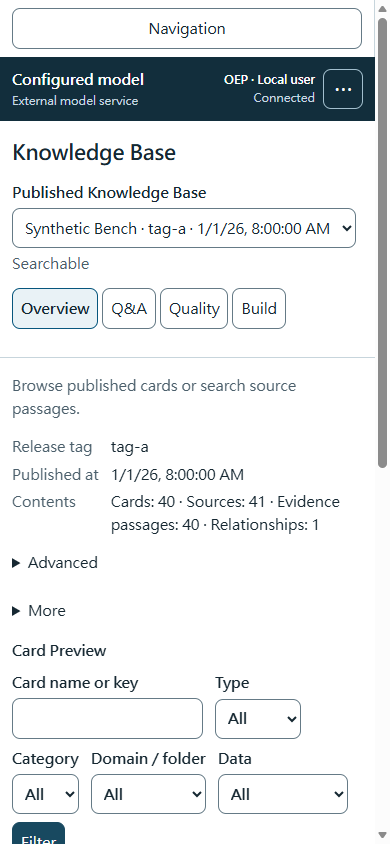 Navigation
Configured model
OEP · Local user
External model service
Connected
...
Knowledge Base
Published Knowledge Base
Synthetic Bench · tag-a · 1/1/26, 8:00:00 AM
Searchable
Overview Q&A Quality Build
Browse published cards or search source
passages.
Release tag tag-a
Published at 1/1/26, 8:00:00 AM
Contents Cards: 40 · Sources: 41 · Evidence
passages: 40 · Relationships: 1
Advanced
More
Card Preview
Card name or key Type
All
Category Domain / folder Data
All All All
Filter